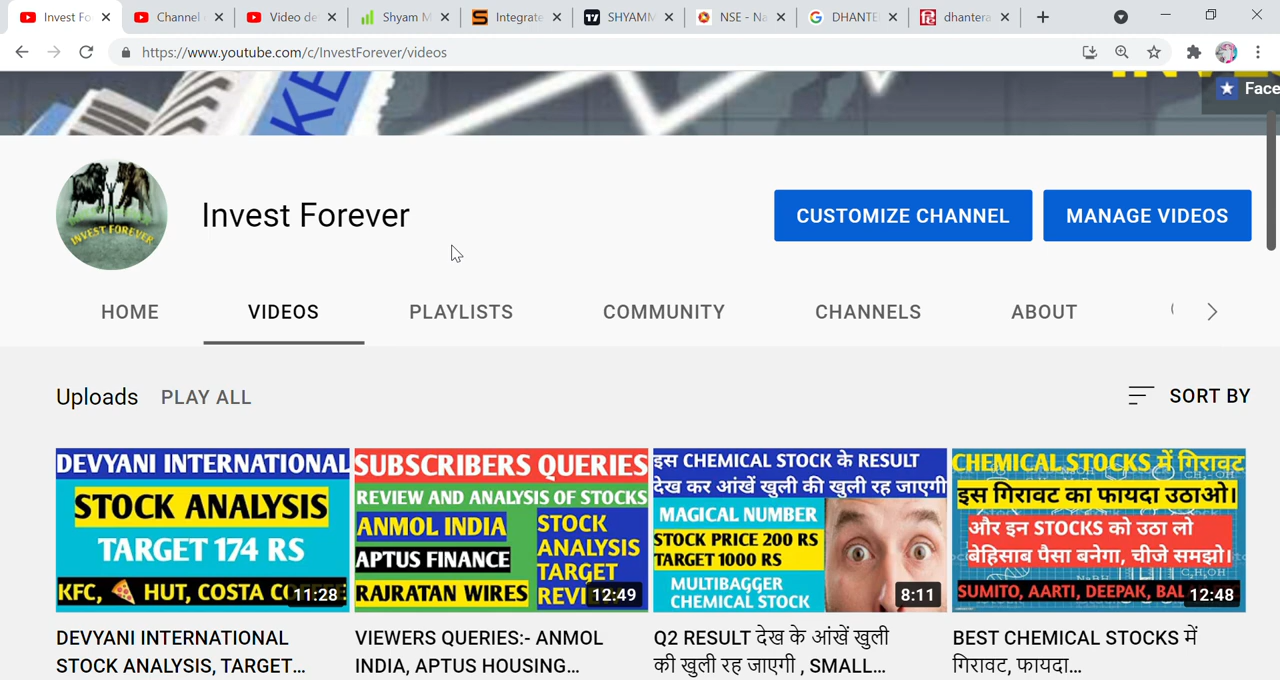 Invest Fo
Channel
Video de
Shyam M
Integrate
SHYAMM
NSE - Na
DHANTE
dhantera
https://www.youtube.com/c/InvestForever/videos
Face
INVEST FOREVER
Invest Forever
CUSTOMIZE CHANNEL
MANAGE VIDEOS
HOME
VIDEOS
PLAYLISTS
COMMUNITY
CHANNELS
ABOUT
Uploads
PLAY ALL
SORT BY
DEVYANI INTERNATIONAL
STOCK ANALYSIS
TARGET 174 RS
KFC, 🍕 HUT, COSTA
11:28
DEVYANI INTERNATIONAL
STOCK ANALYSIS, TARGET...
SUBSCRIBERS QUERIES
REVIEW AND ANALYSIS OF STOCKS
ANMOL INDIA
APTUS FINANCE
RAJRATAN WIRES
STOCK
ANALYSIS
TARGET
REVI
12:49
VIEWERS QUERIES:- ANMOL
INDIA, APTUS HOUSING...
इस CHEMICAL STOCK के RESULT
देख कर आंखें खुली की खुली रह जाएगी
MAGICAL NUMBER
STOCK PRICE 200 RS
TARGET 1000 RS
MULTIBAGGER
CHEMICAL STOCK
8:11
Q2 RESULT देख के आंखें खुली
की खुली रह जाएगी , SMALL...
CHEMICAL STOCKS में गिरावट
इस गिरावट का फायदा उठाओ।
और इन STOCKS को उठा लो
बेहिसाब पैसा बनेगा, चीजे समझो।
SUMITO, AARTI, DEEPAK, BAL
12:48
BEST CHEMICAL STOCKS में
गिरावट, फायदा...